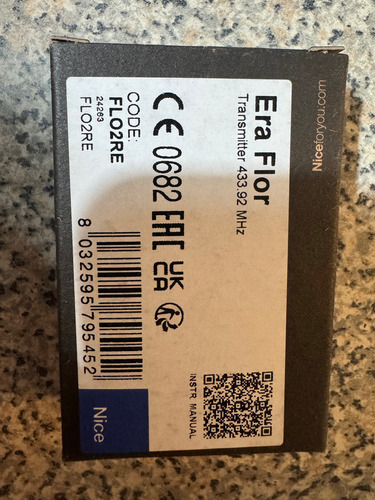 Niceforyou.com
Era Flor
Transmitter 433.92 MHz
INSTR. MANUAL
CE 0682 EAC UK
CA
CODE:
FLO2RE
24263
FLO2RE
8 032595 795452
Nice